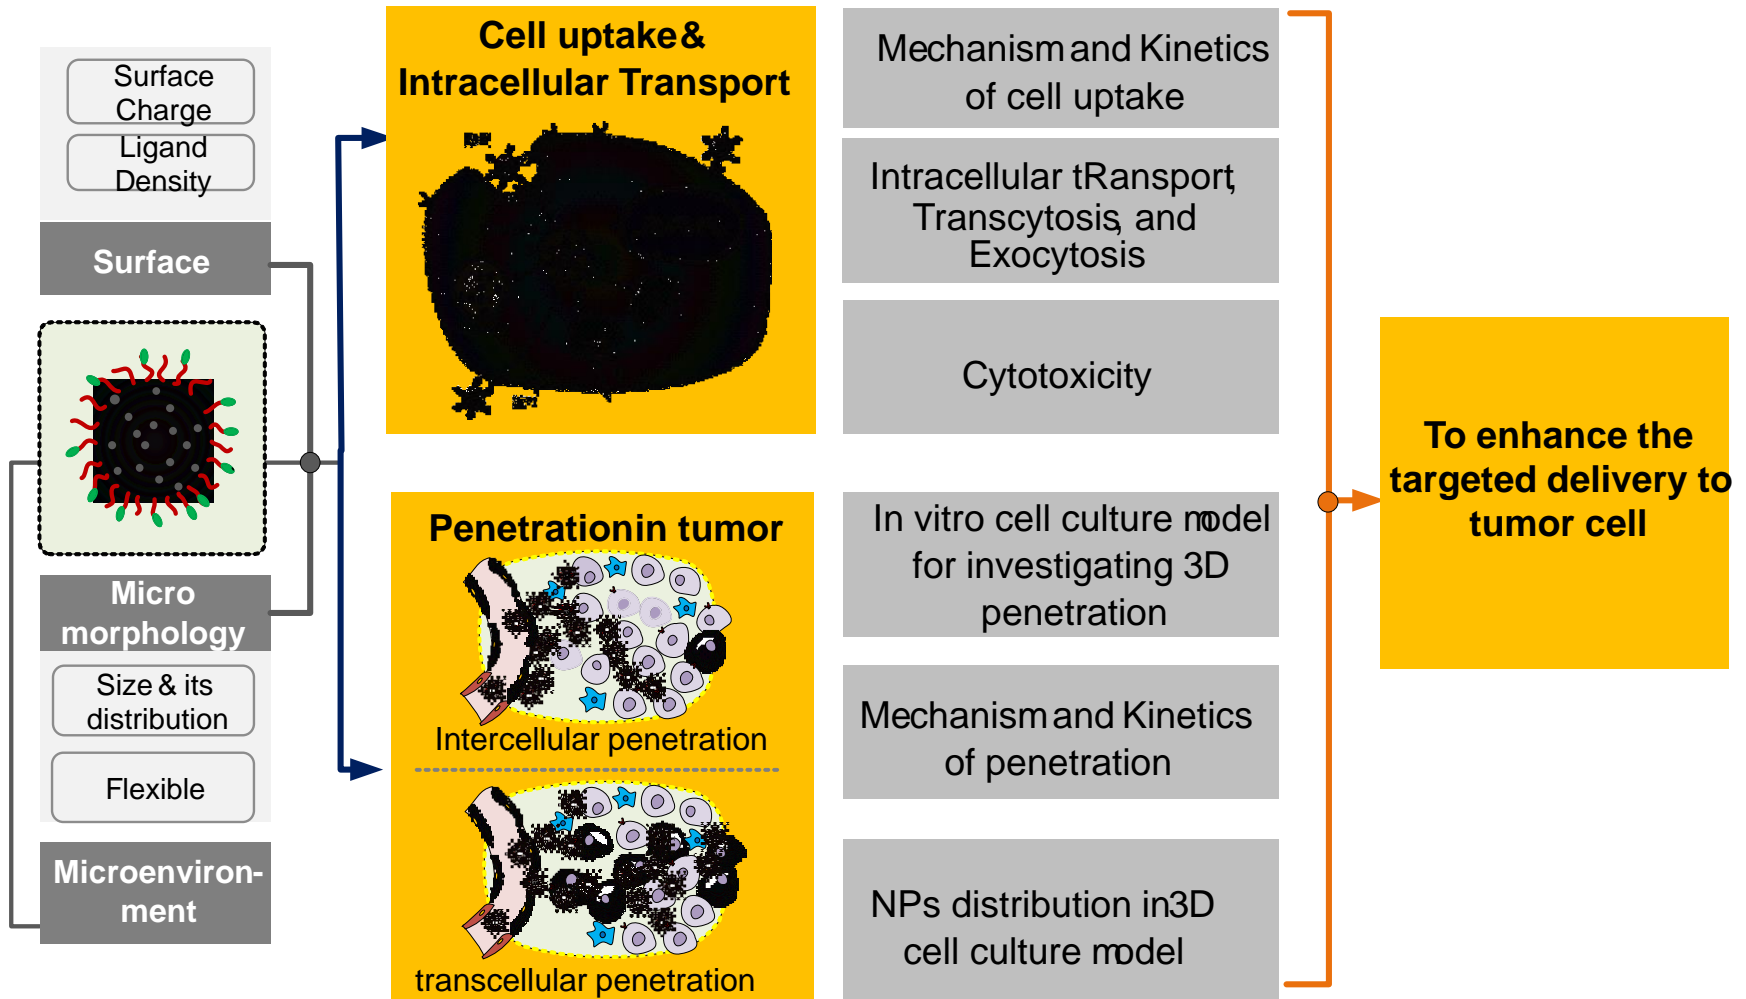 Surface
Charge
Ligand
Density
Surface
Micro
morphology
Size & its
distribution
Flexible
Microenviron-
ment
Cell uptake &
Intracellular Transport
Penetrationin tumor
Intercellular penetration
transcellular penetration
Mechanism and Kinetics
of cell uptake
Intracellular tRansport,
Transcytosis, and
Exocytosis
Cytotoxicity
In vitro cell culture model
for investigating 3D
penetration
Mechanism and Kinetics
of penetration
NPs distribution in 3D
cell culture model
To enhance the
targeted delivery to
tumor cell